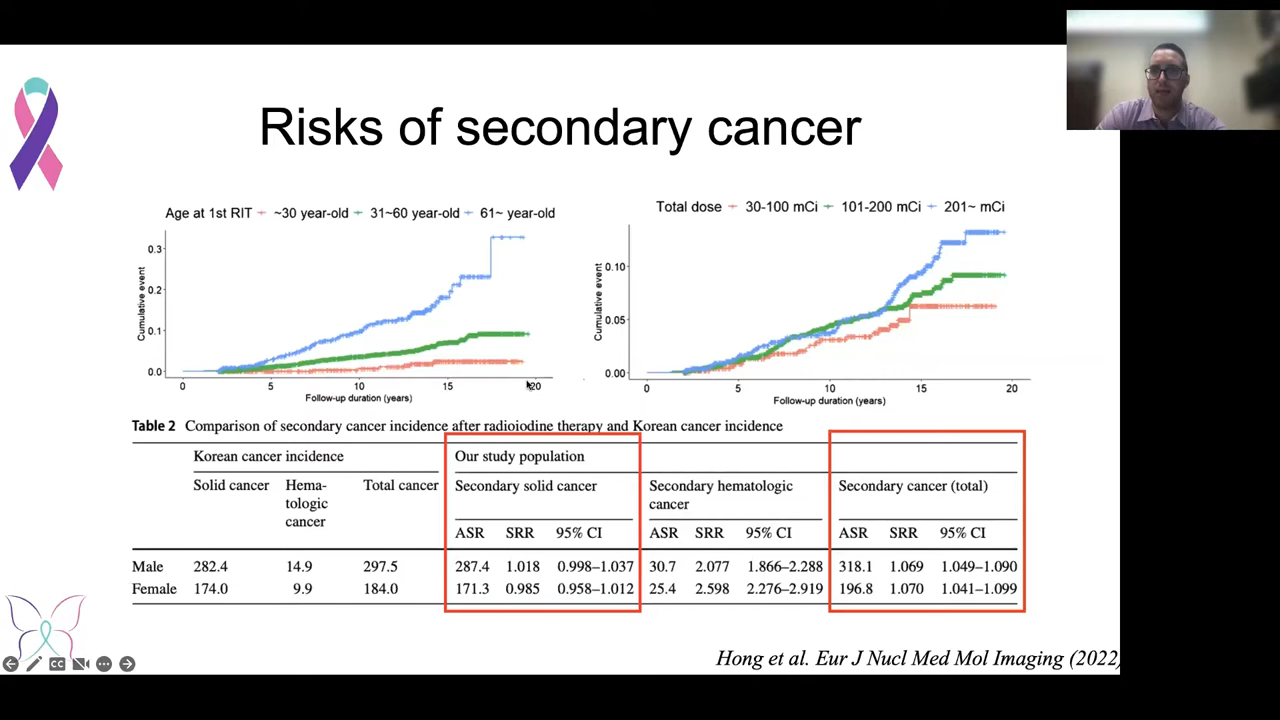 Risks of secondary cancer
Age at 1st RIT ~30 year-old 31~60 year-old 61~ year-old
0.3
0.2
0.1
0.0
Cumulative event
0 5 10 15 20
Follow-up duration (years)
Total dose 30-100 mCi 101-200 mCi 201~ mCi
0.10
0.05
0.00
Cumulative event
0 5 10 15 20
Follow-up duration (years)
Table 2 Comparison of secondary cancer incidence after radioiodine therapy and Korean cancer incidence
Korean cancer incidence Our study population
Solid cancer Hema- Total cancer Secondary solid cancer Secondary hematologic Secondary cancer (total)
tologic cancer
cancer
ASR SRR 95% CI ASR SRR 95% CI ASR SRR 95% CI
Male 282.4 14.9 297.5 287.4 1.018 0.998–1.037 30.7 2.077 1.866–2.288 318.1 1.069 1.049–1.090
Female 174.0 9.9 184.0 171.3 0.985 0.958–1.012 25.4 2.598 2.276–2.919 196.8 1.070 1.041–1.099
Hong et al. Eur J Nucl Med Mol Imaging (2022)
CC